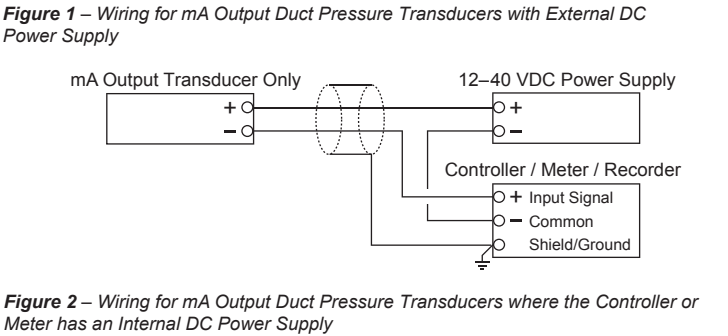 Figure 1 – Wiring for mA Output Duct Pressure Transducers with External DC
Power Supply
mA Output Transducer Only
+
–
12–40 VDC Power Supply
+
–
Controller / Meter / Recorder
+ Input Signal
– Common
Shield/Ground
Figure 2 – Wiring for mA Output Duct Pressure Transducers where the Controller or
Meter has an Internal DC Power Supply